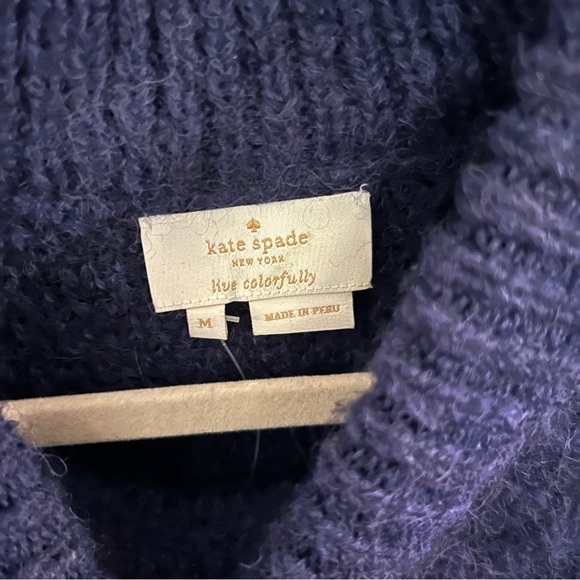 kate spade
NEW YORK
live colorfully
M
MADE IN PERU